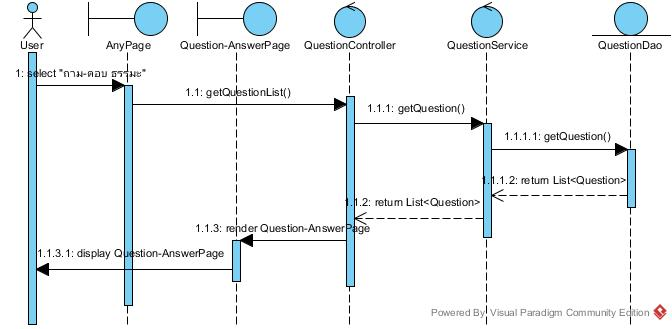 User AnyPage Question-AnswerPage QuestionController QuestionService QuestionDao
1: select "ถาม-ตอบ ธรรมะ"
1.1: getQuestionList()
1.1.1: getQuestion()
1.1.1.1: getQuestion()
1.1.1.2: return List<Question>
1.1.2: return List<Question>
1.1.3: render Question-AnswerPage
1.1.3.1: display Question-AnswerPage
Powered By Visual Paradigm Community Edition